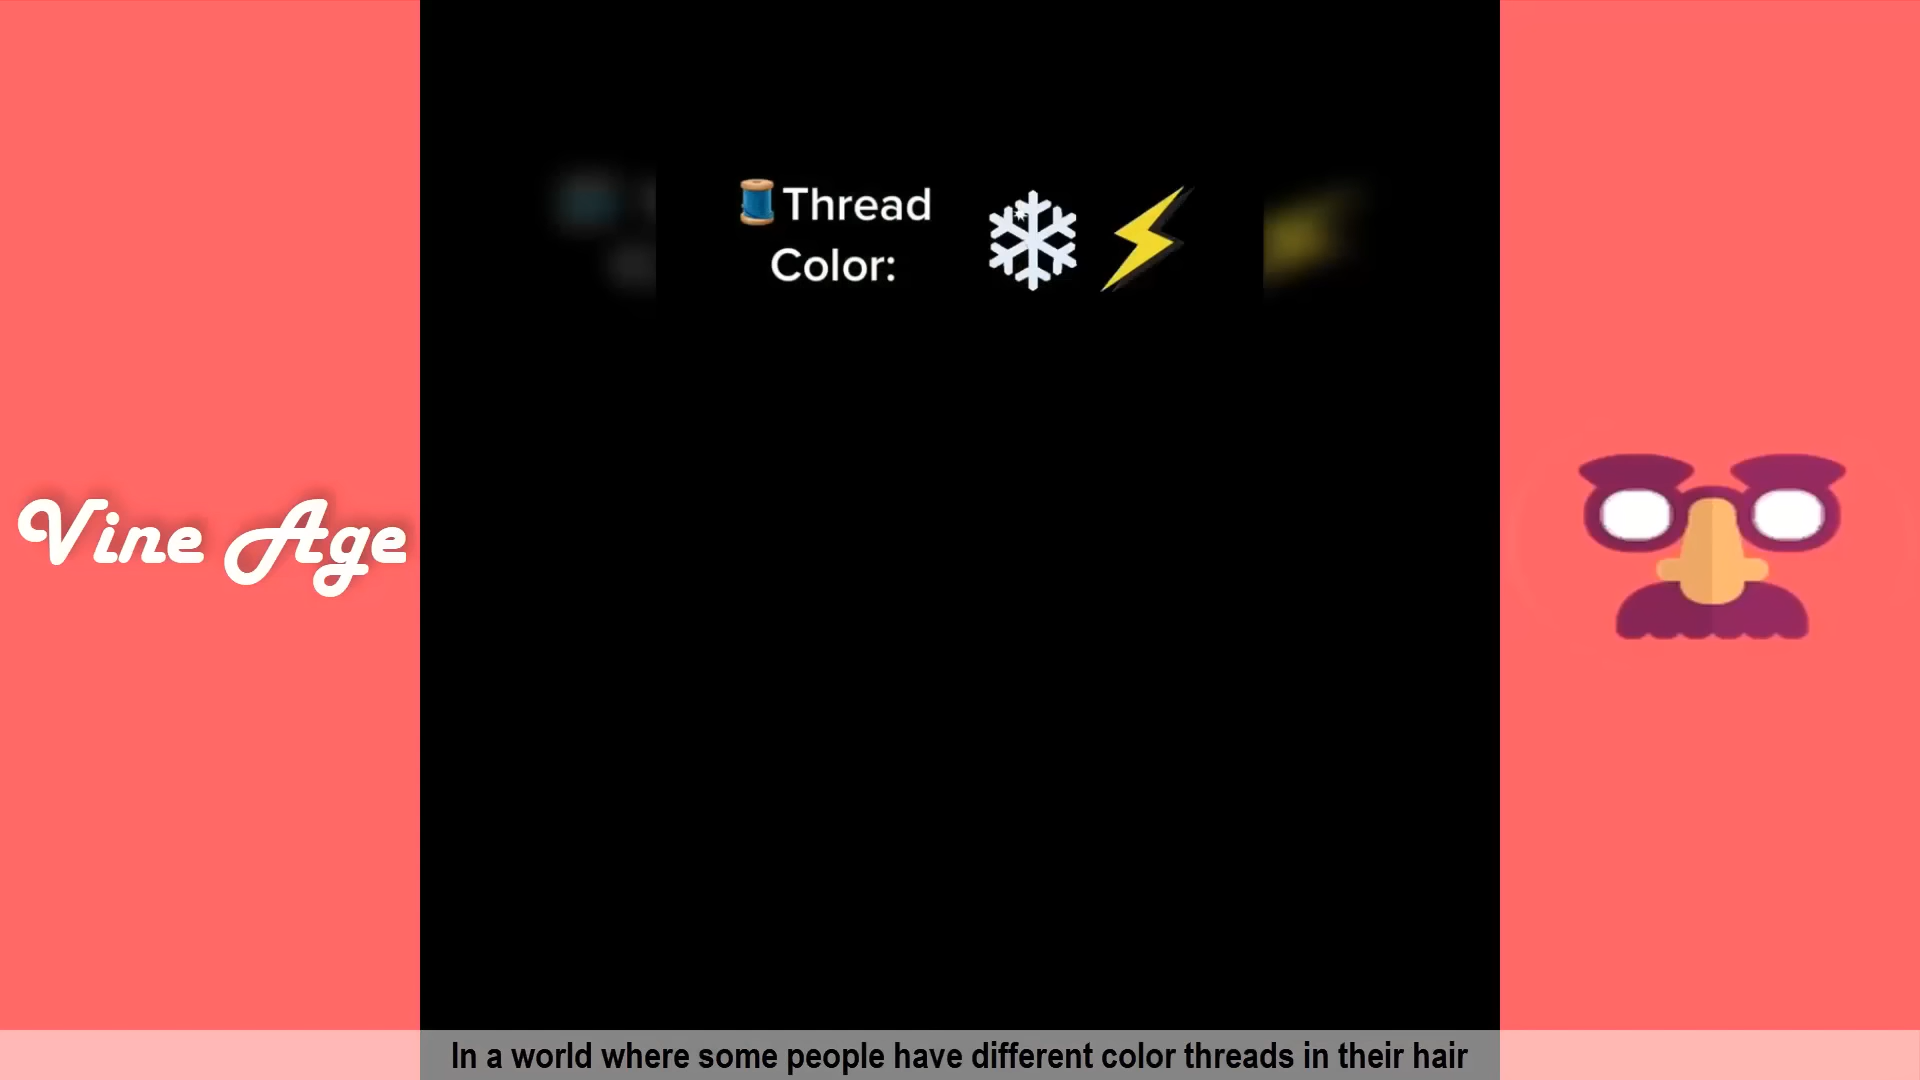 🧵Thread
Color:
❄⚡
Vine Age
In a world where some people have different color threads in their hair